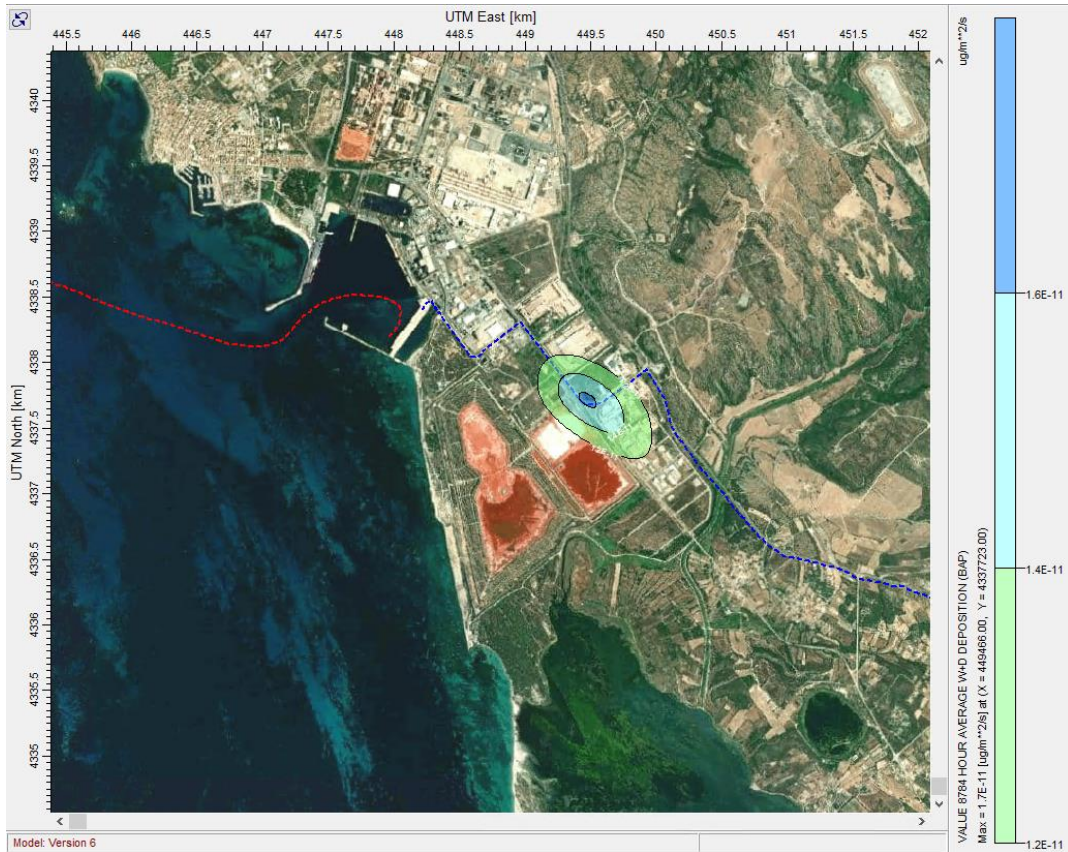 UTM East [km]
445.5 446 446.5 447 447.5 448 448.5 449 449.5 450 450.5 451 451.5 452
UTM North [km]
4340
4339.5
4339
4338.5
4338
4337.5
4337
4336.5
4336
4335.5
4335
ug/m**2/s
1.6E-11
1.4E-11
1.2E-11
VALUE 8784 HOUR AVERAGE W+D DEPOSITION (BAP)
Max = 1.7E-11 [ug/m**2/s] at (X = 449466.00, Y = 4337723.00)
Model: Version 6